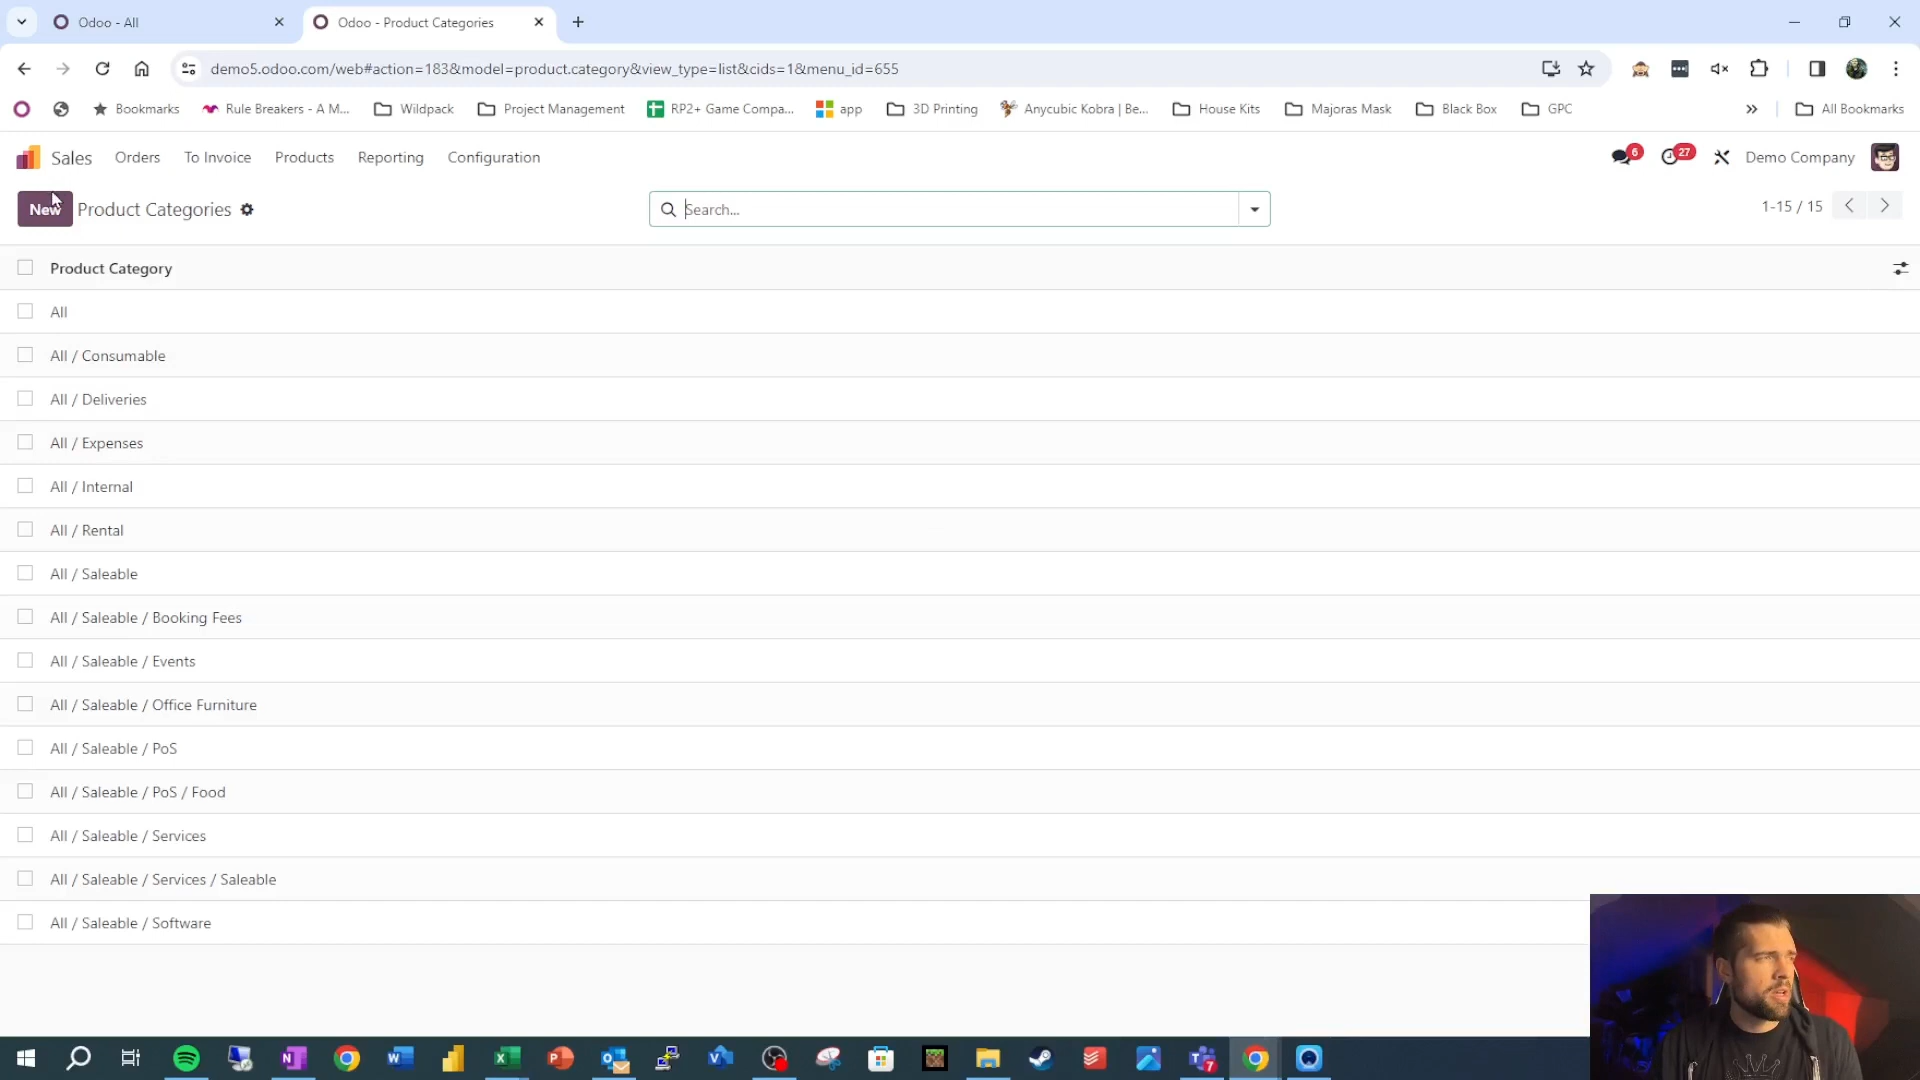 Odoo - All
Odoo - Product Categories
demo5.odoo.com/web#action=183&model=product.category&view_type=list&cids=1&menu_id=655
Bookmarks
Rule Breakers - A M...
Wildpack
Project Management
RP2+ Game Compa...
app
3D Printing
Anycubic Kobra | Be...
House Kits
Majoras Mask
Black Box
GPC
All Bookmarks
Sales
Orders
To Invoice
Products
Reporting
Configuration
6
27
Demo Company
New
Product Categories
Search...
1-15 / 15
Product Category
All
All / Consumable
All / Deliveries
All / Expenses
All / Internal
All / Rental
All / Saleable
All / Saleable / Booking Fees
All / Saleable / Events
All / Saleable / Office Furniture
All / Saleable / PoS
All / Saleable / PoS / Food
All / Saleable / Services
All / Saleable / Services / Saleable
All / Saleable / Software
7